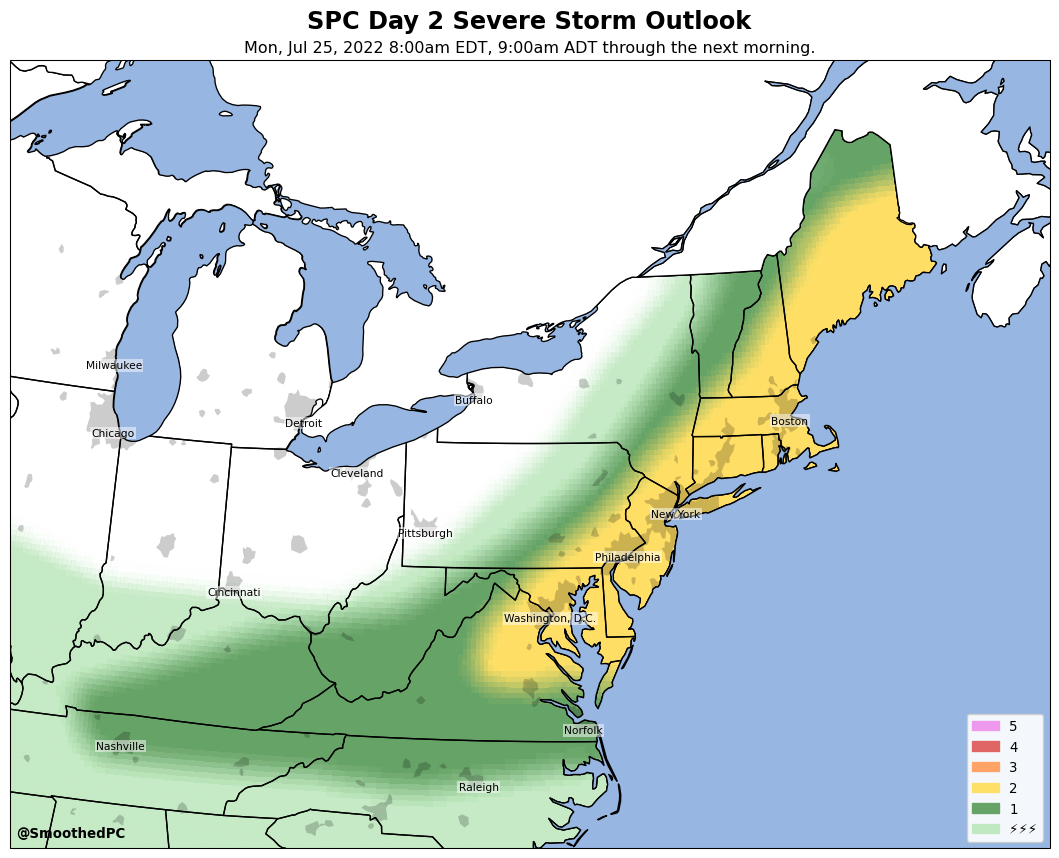 SPC Day 2 Severe Storm Outlook
Mon, Jul 25, 2022 8:00am EDT, 9:00am ADT through the next morning.
Milwaukee
Buffalo
Detroit
Boston
Chicago
Cleveland
New York
Pittsburgh
Philadelphia
Cincinnati
Washington, D.C.
Norfolk
Nashville
Raleigh
5
4
3
2
1
⚡⚡⚡
@SmoothedPC